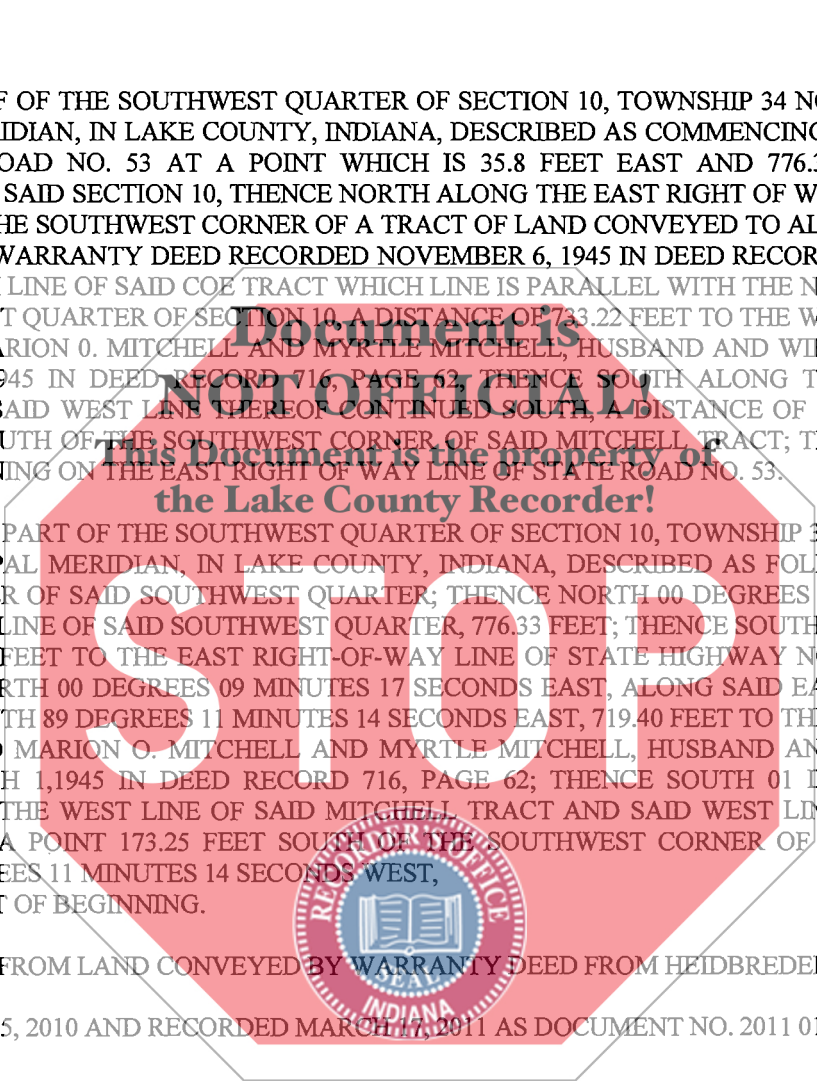 F OF THE SOUTHWEST QUARTER OF SECTION 10, TOWNSHIP 34 NO
IDIAN, IN LAKE COUNTY, INDIANA, DESCRIBED AS COMMENCING
OAD NO. 53 AT A POINT WHICH IS 35.8 FEET EAST AND 776.3
SAID SECTION 10, THENCE NORTH ALONG THE EAST RIGHT OF W
HE SOUTHWEST CORNER OF A TRACT OF LAND CONVEYED TO AL
WARRANTY DEED RECORDED NOVEMBER 6, 1945 IN DEED RECOR
LINE OF SAID COE TRACT WHICH LINE IS PARALLEL WITH THE N
T QUARTER OF SECTION 10, A DISTANCE OF 733.22 FEET TO THE W
ARION 0. MITCHELL AND MYRTLE MITCHELL, HUSBAND AND WI
945 IN DEED RECORD 716, PAGE 62, THENCE SOUTH ALONG T
SAID WEST LINE THEREOF CONTINUED SOUTH, A DISTANCE OF
UTH OF THE SOUTHWEST CORNER OF SAID MITCHELL TRACT; T
NING ON THE EAST RIGHT OF WAY LINE OF STATE ROAD NO. 53.
Document is
NOT OFFICIAL!
This Document is the property of
the Lake County Recorder!
PART OF THE SOUTHWEST QUARTER OF SECTION 10, TOWNSHIP 3
PAL MERIDIAN, IN LAKE COUNTY, INDIANA, DESCRIBED AS FOLL
R OF SAID SOUTHWEST QUARTER; THENCE NORTH 00 DEGREES
LINE OF SAID SOUTHWEST QUARTER, 776.33 FEET; THENCE SOUTH
FEET TO THE EAST RIGHT-OF-WAY LINE OF STATE HIGHWAY N
RTH 00 DEGREES 09 MINUTES 17 SECONDS EAST, ALONG SAID EA
TH 89 DEGREES 11 MINUTES 14 SECONDS EAST, 719.40 FEET TO TH
MARION O. MITCHELL AND MYRTLE MITCHELL, HUSBAND AN
H 1,1945 IN DEED RECORD 716, PAGE 62; THENCE SOUTH 01 D
THE WEST LINE OF SAID MITCHELL TRACT AND SAID WEST LIN
A POINT 173.25 FEET SOUTH OF THE SOUTHWEST CORNER OF
EES 11 MINUTES 14 SECONDS WEST,
T OF BEGINNING.
STOP
FROM LAND CONVEYED BY WARRANTY DEED FROM HEIDBREDE
5, 2010 AND RECORDED MARCH 17, 2011 AS DOCUMENT NO. 2011 01
RECORDER'S OFFICE
SEAL
INDIANA